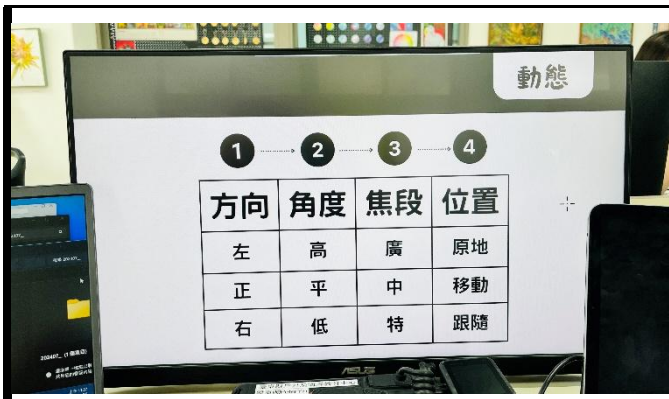 動態
1 2 3 4
方向 角度 焦段 位置
左 高 廣 原地
正 平 中 移動
右 低 特 跟隨
ASUS